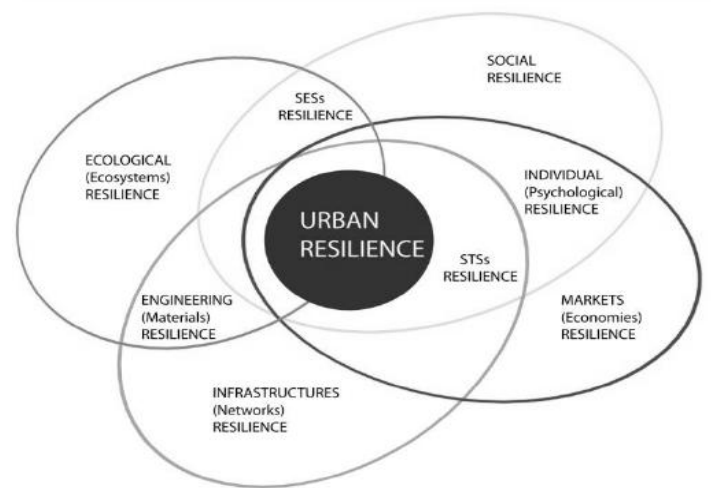 SOCIAL
RESILIENCE
SESs
RESILIENCE
ECOLOGICAL
(Ecosystems)
RESILIENCE
INDIVIDUAL
(Psychological)
RESILIENCE
URBAN
RESILIENCE
STSs
RESILIENCE
ENGINEERING
(Materials)
RESILIENCE
MARKETS
(Economies)
RESILIENCE
INFRASTRUCTURES
(Networks)
RESILIENCE